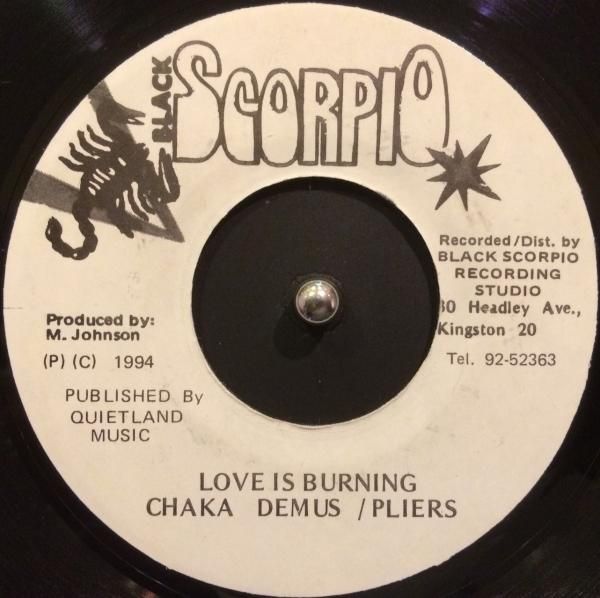 BLACK
SCORPIO
Recorded/Dist. by
BLACK SCORPIO
RECORDING
STUDIO
30 Headley Ave.,
Kingston 20
Tel. 92-52363
Produced by:
M. Johnson
(P) (C) 1994
PUBLISHED By
QUIETLAND
MUSIC
LOVE IS BURNING
CHAKA DEMUS / PLIERS